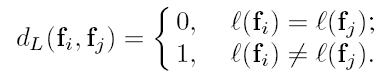 d_L(f_i, f_j) = { 0, ℓ(f_i) = ℓ(f_j);
1, ℓ(f_i) ≠ ℓ(f_j).